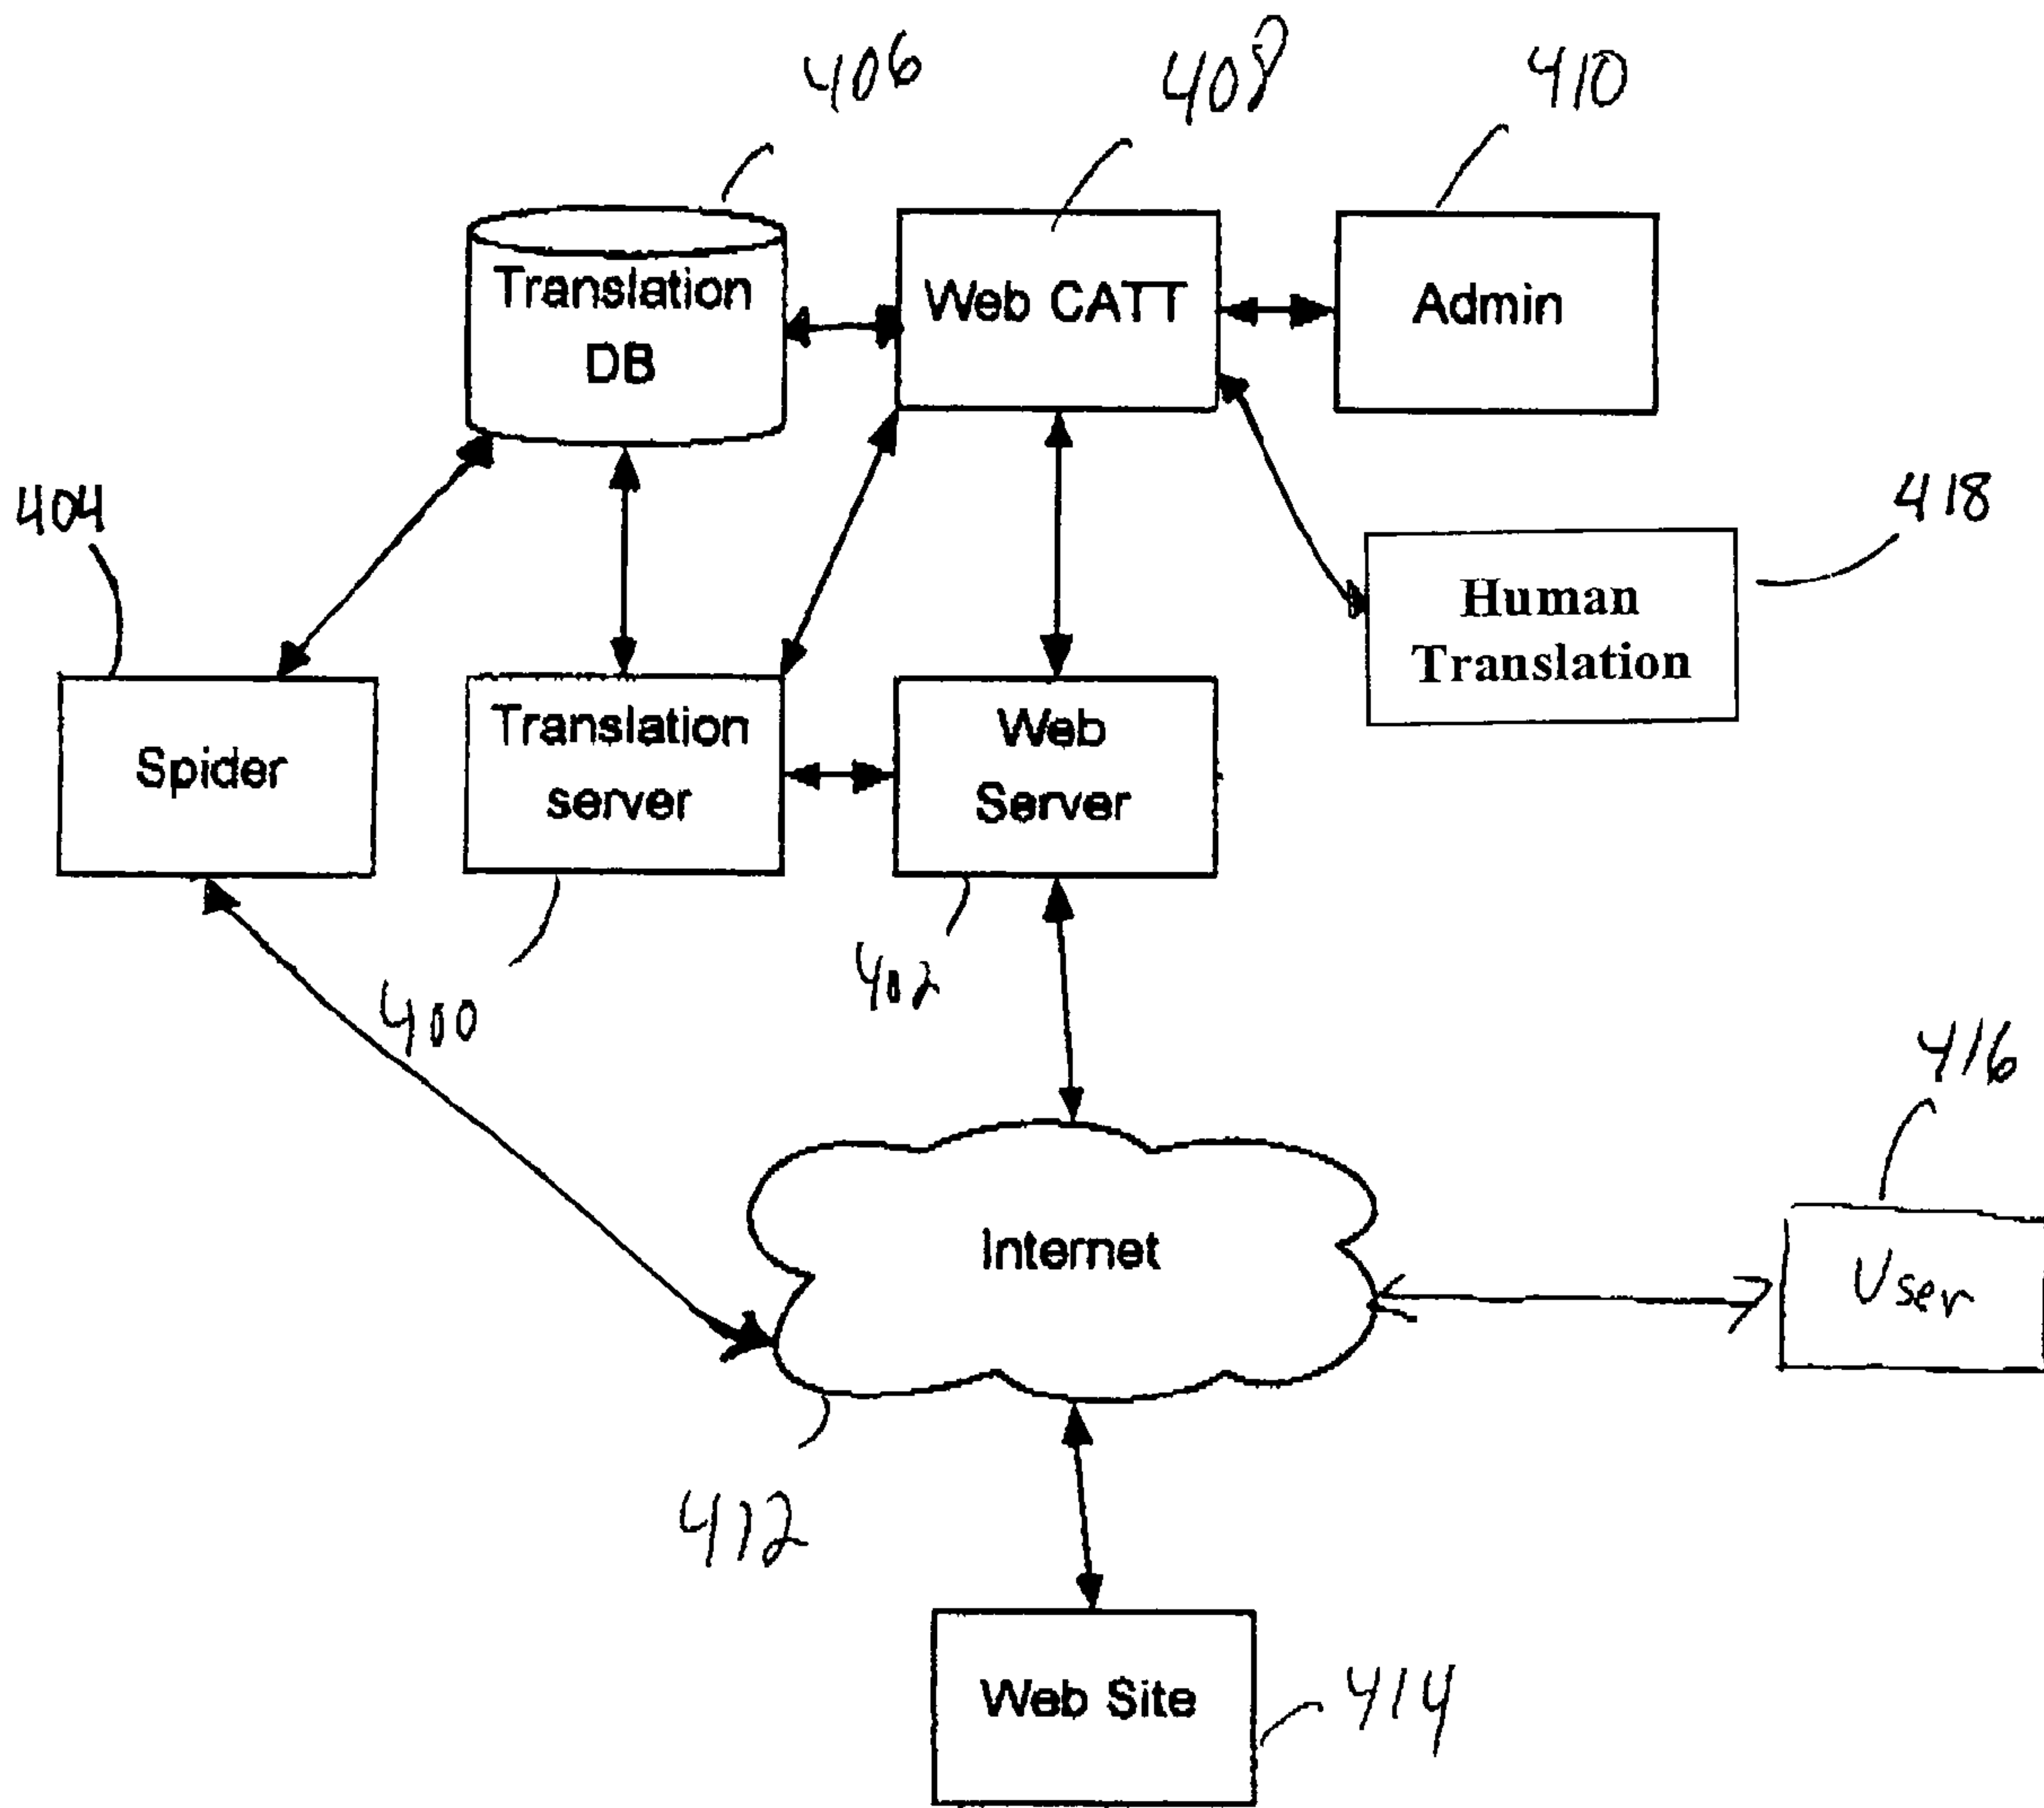 406
408
410
Translation
DB
Web CATT
Admin
404
418
Human
Translation
Spider
Translation
server
Web
Server
400
402
416
Internet
User
412
Web Site
414